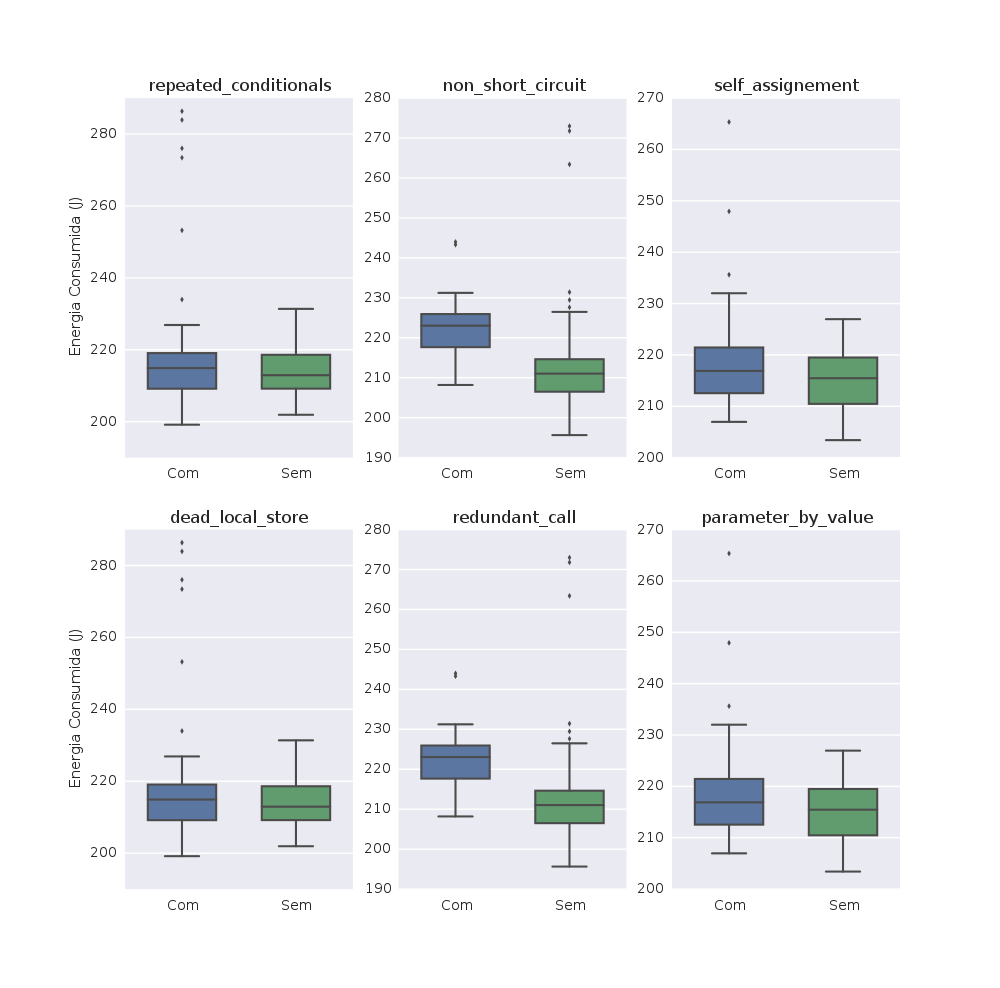 repeated_conditionals
non_short_circuit
self_assignement
Energia Consumida (J)
280
260
240
220
200
280
270
260
250
240
230
220
210
200
190
270
260
250
240
230
220
210
200
Com
Sem
Com
Sem
Com
Sem
dead_local_store
redundant_call
parameter_by_value
Energia Consumida (J)
280
260
240
220
200
280
270
260
250
240
230
220
210
200
190
270
260
250
240
230
220
210
200
Com
Sem
Com
Sem
Com
Sem